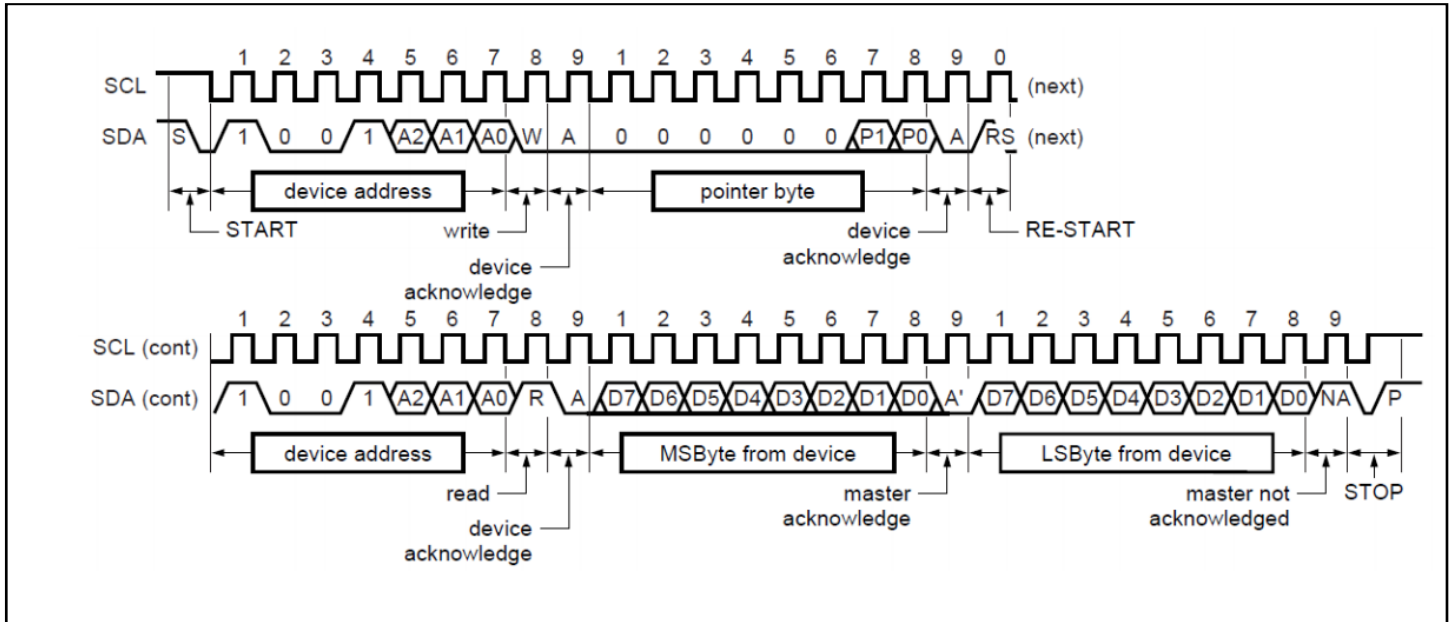 1 2 3 4 5 6 7 8 9 1 2 3 4 5 6 7 8 9 0
SCL (next)
SDA S 1 0 0 1 A2 A1 A0 W A 0 0 0 0 0 0 P1 P0 A RS (next)
device address pointer byte
START write device RE-START
acknowledge
device
acknowledge
1 2 3 4 5 6 7 8 9 1 2 3 4 5 6 7 8 9 1 2 3 4 5 6 7 8 9
SCL (cont)
SDA (cont) 1 0 0 1 A2 A1 A0 R A D7 D6 D5 D4 D3 D2 D1 D0 A' D7 D6 D5 D4 D3 D2 D1 D0 NA P
device address MSByte from device LSByte from device
read master master not STOP
acknowledge acknowledged
device
acknowledge